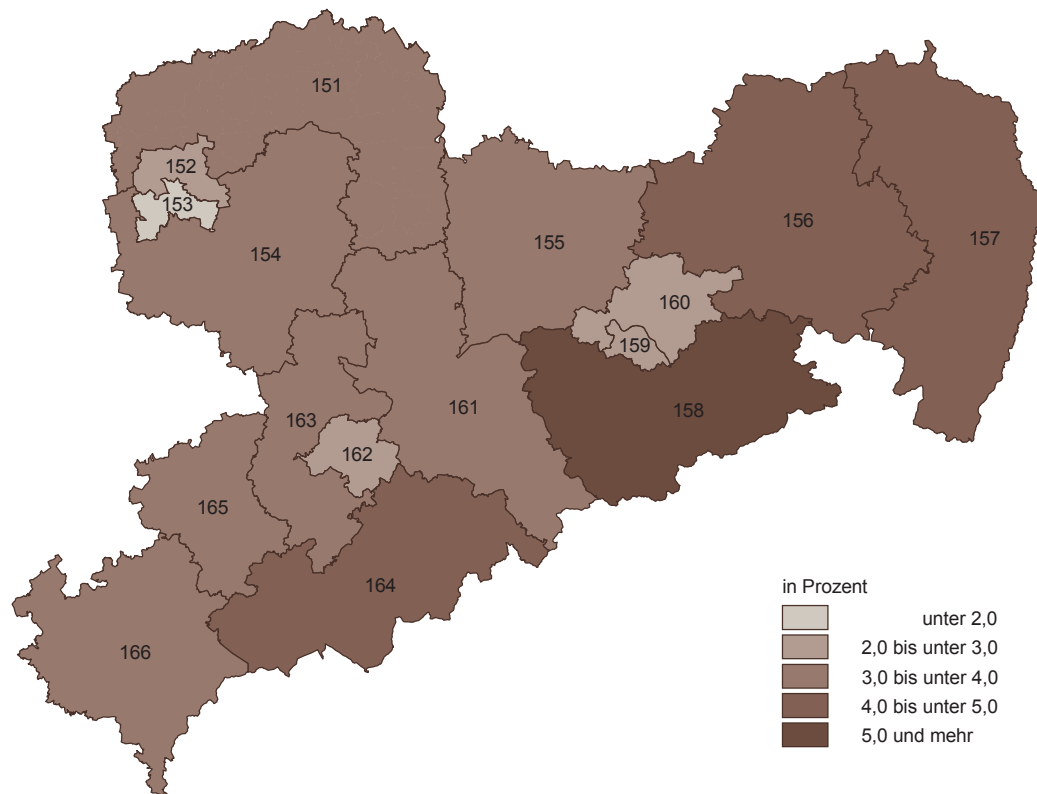 151
152
153
154
155
156
157
160
159
158
161
163
162
165
164
166
in Prozent
unter 2,0
2,0 bis unter 3,0
3,0 bis unter 4,0
4,0 bis unter 5,0
5,0 und mehr